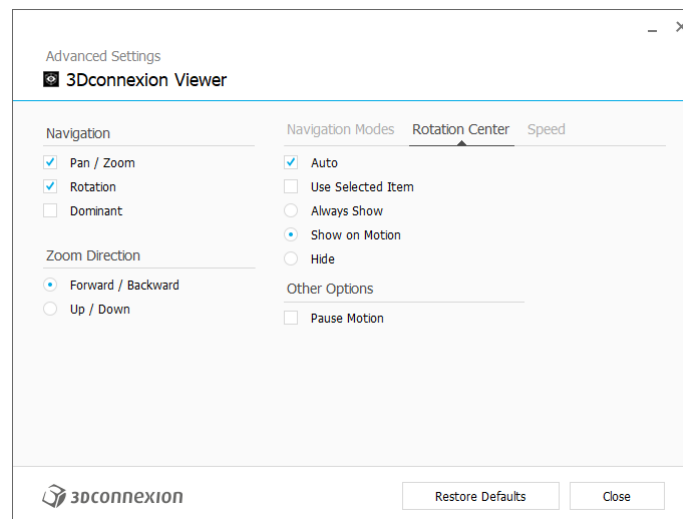 Advanced Settings
3Dconnexion Viewer
Navigation
Pan / Zoom
Rotation
Dominant
Zoom Direction
Forward / Backward
Up / Down
Navigation Modes Rotation Center Speed
Auto
Use Selected Item
Always Show
Show on Motion
Hide
Other Options
Pause Motion
3Dconnexion
Restore Defaults Close